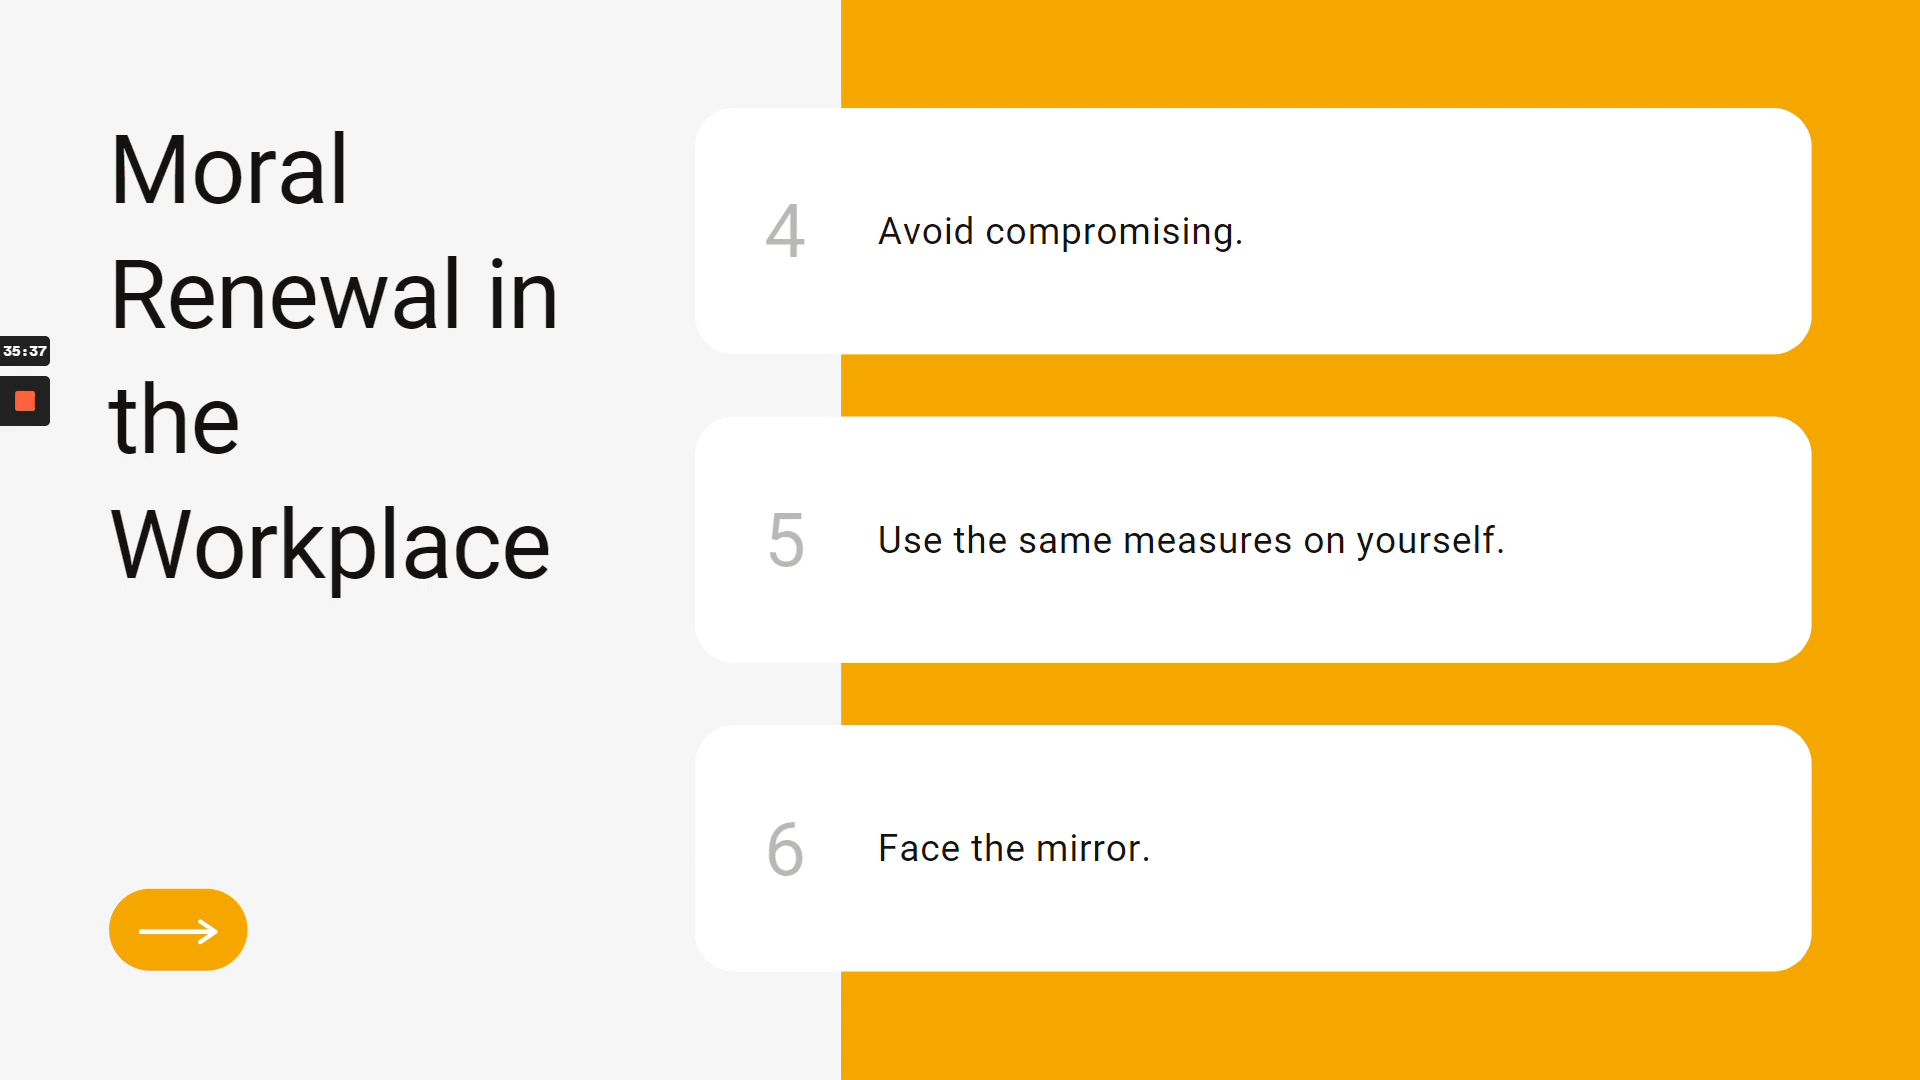 Moral
Renewal in
the
Workplace
35:37
4
Avoid compromising.
5
Use the same measures on yourself.
6
Face the mirror.